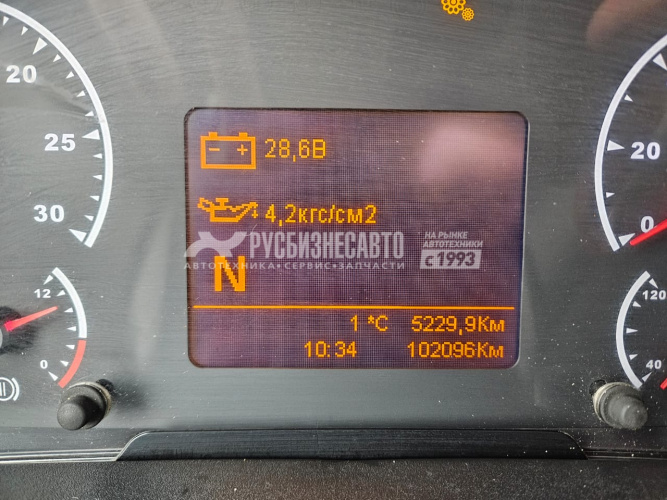 20
25
30
12
0
28,6В
4,2кгс/см2
РУСБИЗНЕСАВТО
АВТОТЕХНИКА • СЕРВИС • ЗАПЧАСТИ
НА РЫНКЕ
АВТОТЕХНИКИ
с 1993
N
1 °C 5229,9Км
10:34 102096Км
20
0
120
40